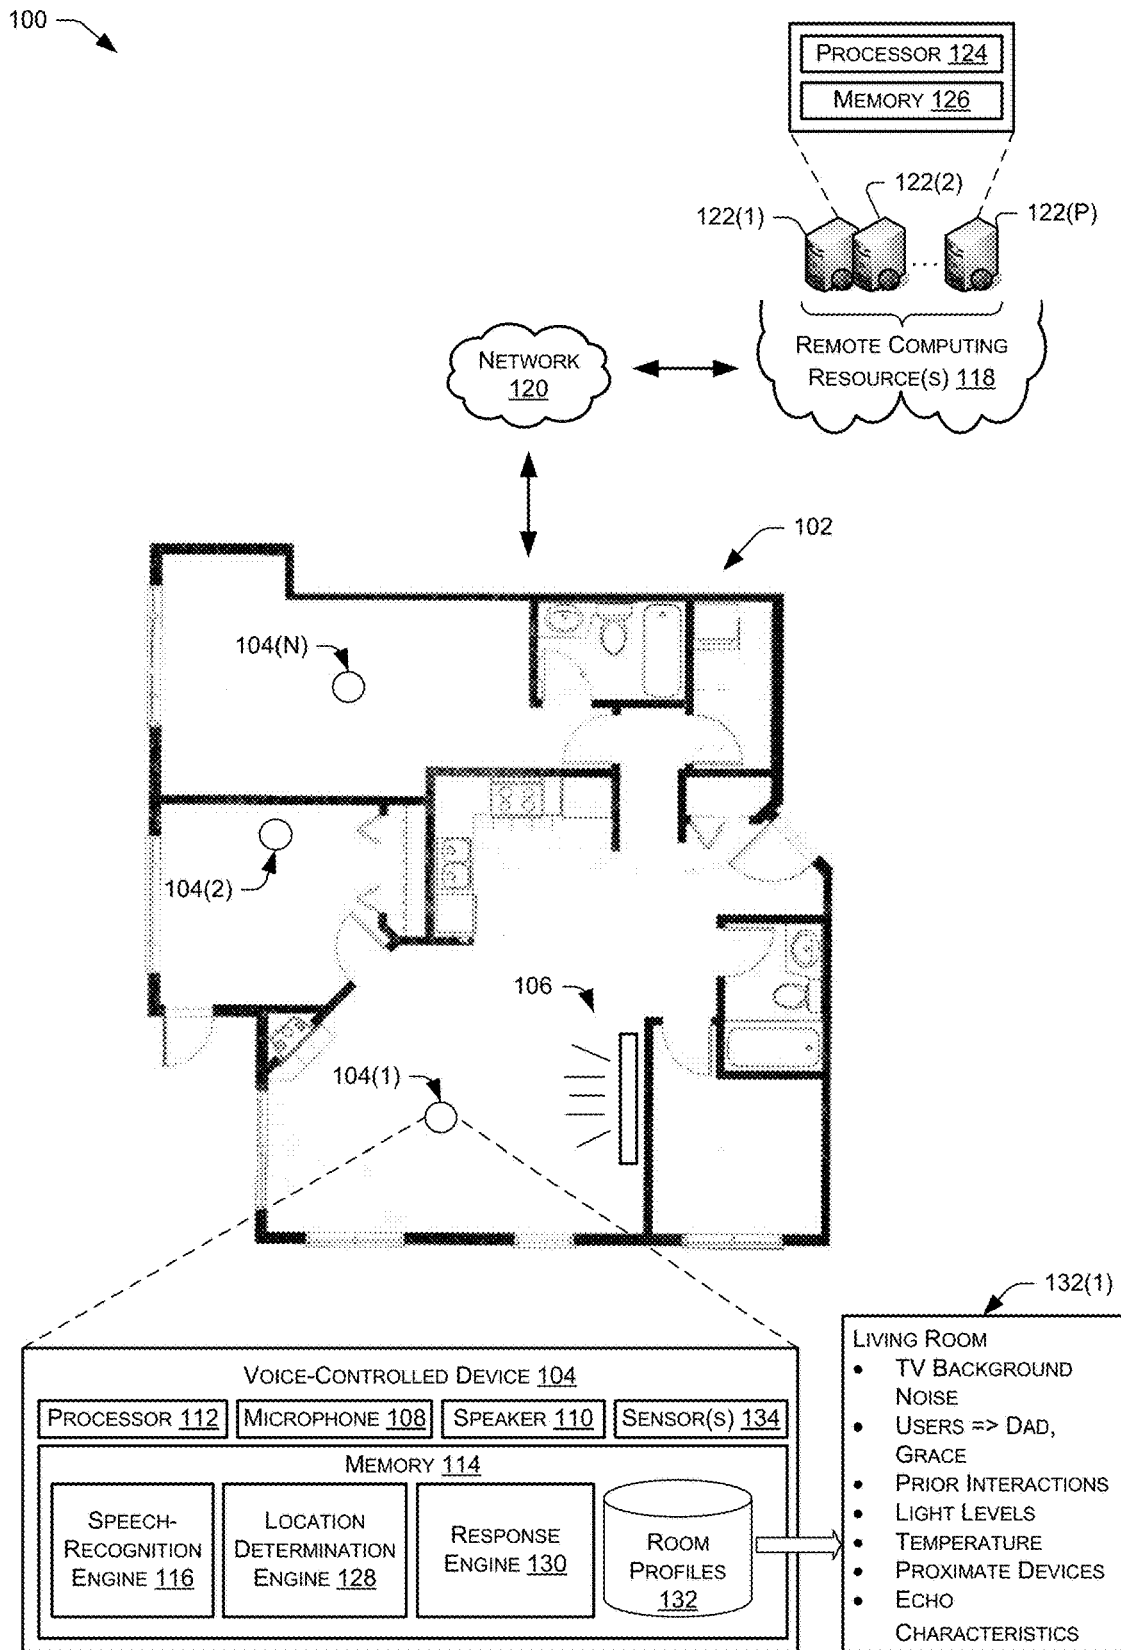 100
PROCESSOR 124
MEMORY 126
122(2)
122(1)
122(P)
...
REMOTE COMPUTING
RESOURCE(S) 118
NETWORK
120
102
104(N)
104(2)
106
104(1)
132(1)
VOICE-CONTROLLED DEVICE 104
PROCESSOR 112
MICROPHONE 108
SPEAKER 110
SENSOR(S) 134
MEMORY 114
SPEECH-
RECOGNITION
ENGINE 116
LOCATION
DETERMINATION
ENGINE 128
RESPONSE
ENGINE 130
ROOM
PROFILES
132
LIVING ROOM
• TV BACKGROUND
NOISE
• USERS => DAD,
GRACE
• PRIOR INTERACTIONS
• LIGHT LEVELS
• TEMPERATURE
• PROXIMATE DEVICES
• ECHO
CHARACTERISTICS